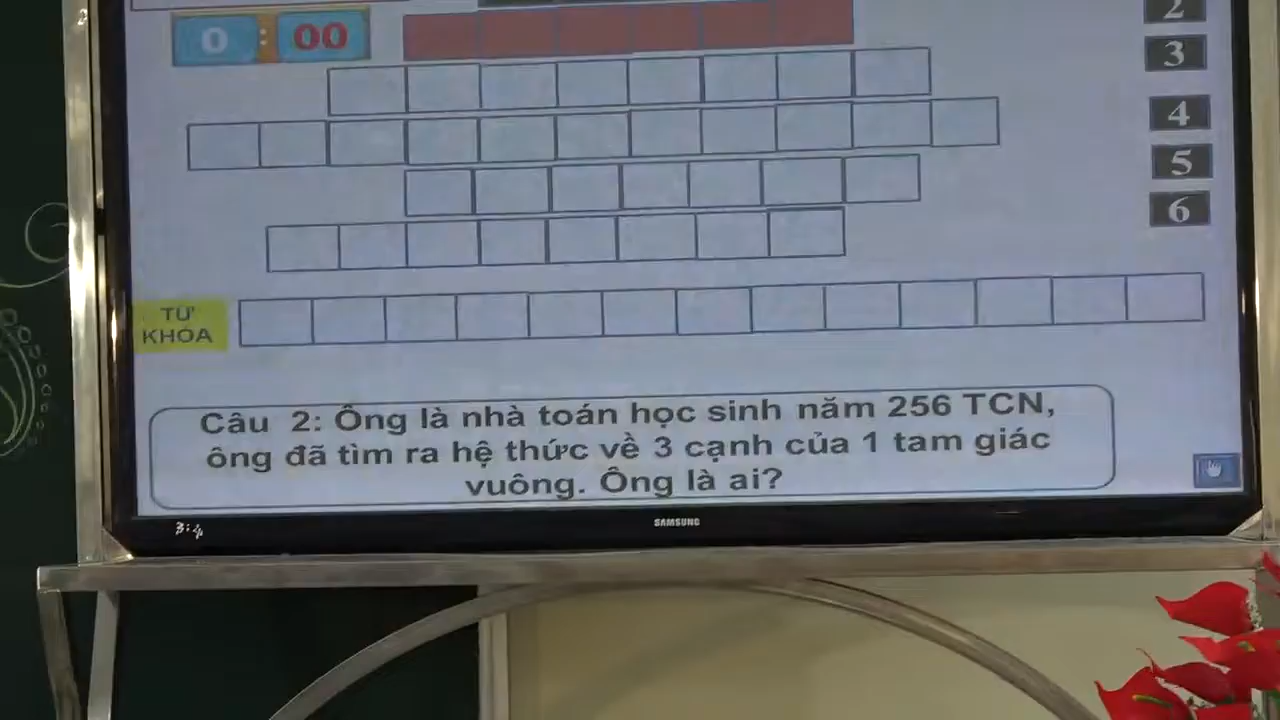 0 : 00
2
3
4
5
6
TỪ
KHÓA
Câu 2: Ông là nhà toán học sinh năm 256 TCN,
ông đã tìm ra hệ thức về 3 cạnh của 1 tam giác
vuông. Ông là ai?
3:4
SAMSUNG